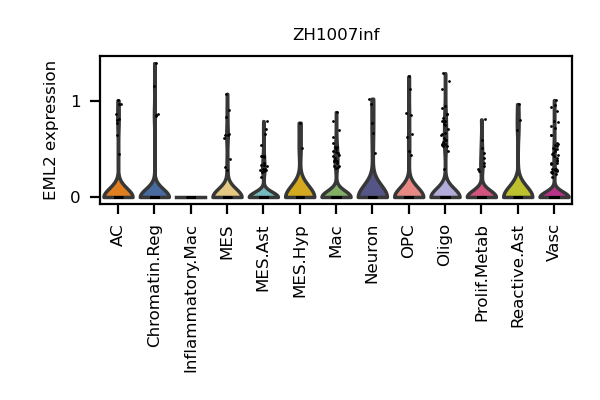 ZH1007inf
EML2 expression
1
0
AC
Chromatin.Reg
Inflammatory.Mac
MES
MES.Ast
MES.Hyp
Mac
Neuron
OPC
Oligo
Prolif.Metab
Reactive.Ast
Vasc